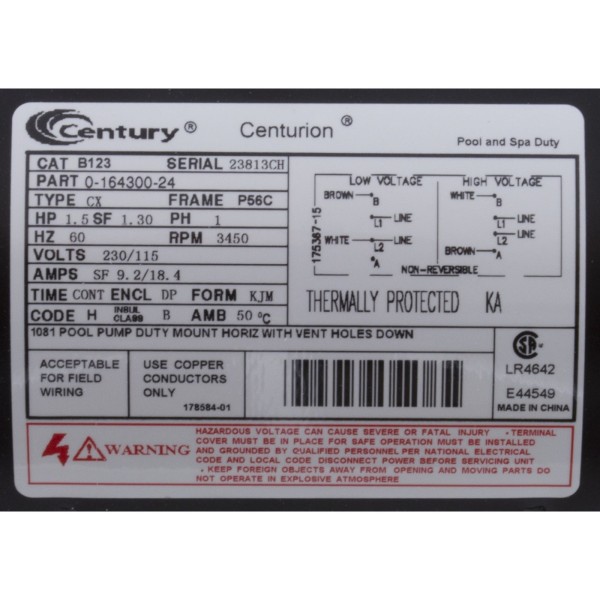 Century® Centurion®
Pool and Spa Duty
CAT B123 SERIAL 23813CH
PART 0-164300-24
TYPE CX FRAME P56C
HP 1.5 SF 1.30 PH 1
HZ 60 RPM 3450
VOLTS 230/115
AMPS SF 9.2/18.4
TIME CONT ENCL DP FORM KJM
CODE H INSUL CLASS B AMB 50°C
LOW VOLTAGE HIGH VOLTAGE
BROWN B WHITE B
L1 LINE L1 LINE
WHITE L2 LINE L2 LINE
A BROWN A
175367-15
NON-REVERSIBLE
THERMALLY PROTECTED KA
1081 POOL PUMP DUTY MOUNT HORIZ WITH VENT HOLES DOWN
ACCEPTABLE
FOR FIELD
WIRING
USE COPPER
CONDUCTORS
ONLY
178584-01
SA
LR4642
E44549
MADE IN CHINA
WARNING
HAZARDOUS VOLTAGE CAN CAUSE SEVERE OR FATAL INJURY • TERMINAL
COVER MUST BE IN PLACE FOR SAFE OPERATION MUST BE INSTALLED
AND GROUNDED BY QUALIFIED PERSONNEL PER NATIONAL ELECTRICAL
CODE AND LOCAL CODES • DISCONNECT POWER BEFORE SERVICING UNIT
• KEEP FOREIGN OBJECTS AWAY FROM OPENING AND MOVING PARTS DO
NOT OPERATE IN EXPLOSIVE ATMOSPHERE